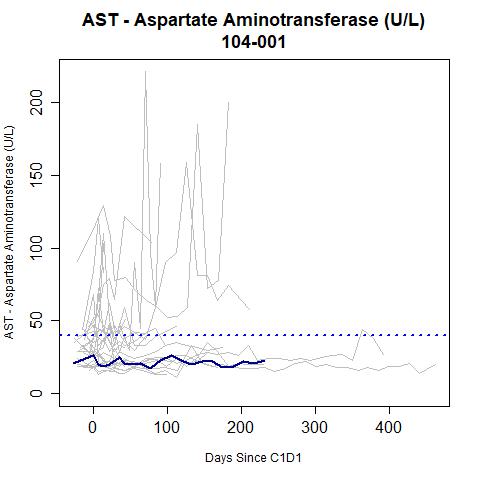 AST - Aspartate Aminotransferase (U/L)
104-001
AST - Aspartate Aminotransferase (U/L)
200
150
100
50
0
0 100 200 300 400
Days Since C1D1